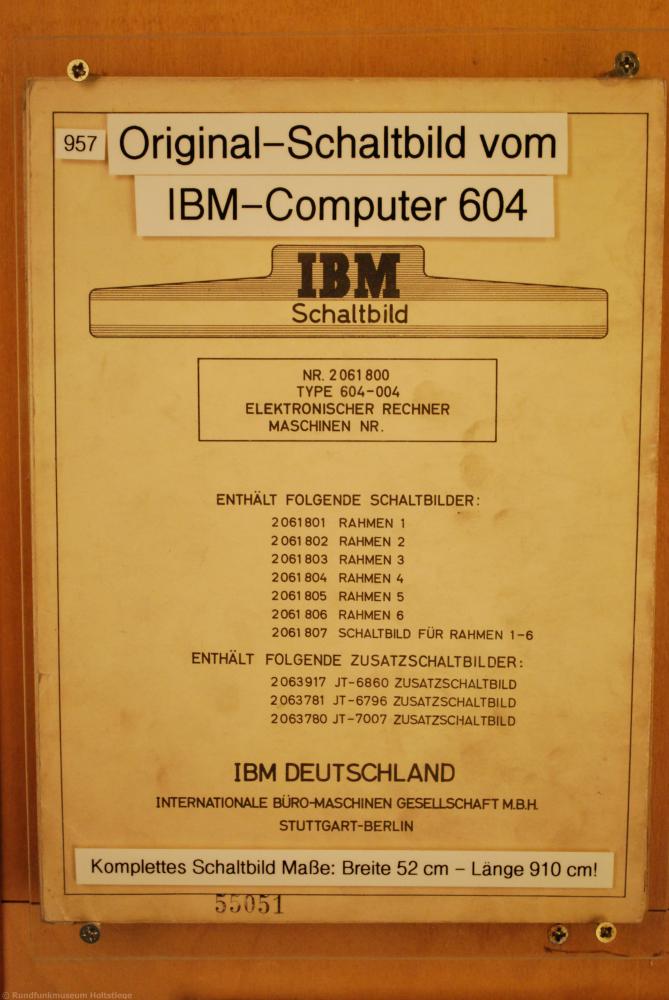 957
Original-Schaltbild vom
IBM-Computer 604
IBM
Schaltbild
NR. 2061800
TYPE 604-004
ELEKTRONISCHER RECHNER
MASCHINEN NR.
ENTHÄLT FOLGENDE SCHALTBILDER:
2061801 RAHMEN 1
2061802 RAHMEN 2
2061803 RAHMEN 3
2061804 RAHMEN 4
2061805 RAHMEN 5
2061806 RAHMEN 6
2061807 SCHALTBILD FÜR RAHMEN 1-6
ENTHÄLT FOLGENDE ZUSATZSCHALTBILDER:
2063917 JT-6860 ZUSATZSCHALTBILD
2063781 JT-6796 ZUSATZSCHALTBILD
2063780 JT-7007 ZUSATZSCHALTBILD
IBM DEUTSCHLAND
INTERNATIONALE BÜRO-MASCHINEN GESELLSCHAFT M.B.H.
STUTTGART-BERLIN
Komplettes Schaltbild Maße: Breite 52 cm - Länge 910 cm!
55051
© Rundfunkmuseum Holtstiege